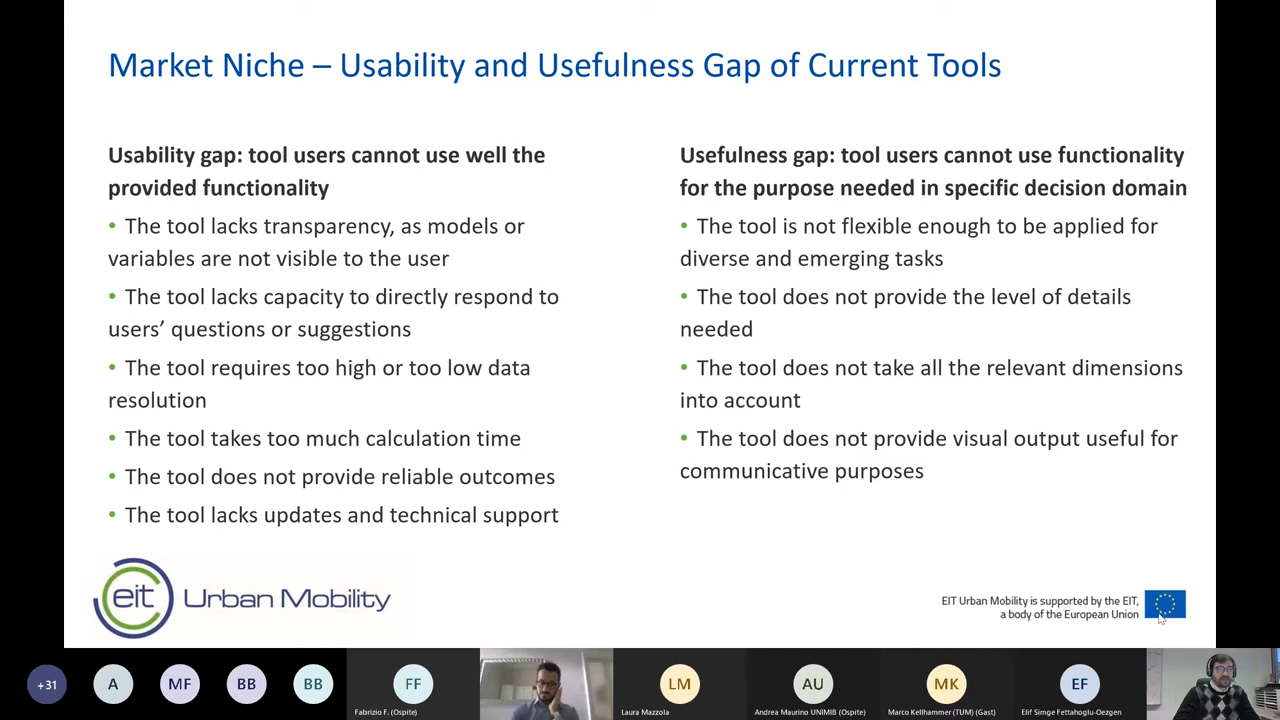 Market Niche – Usability and Usefulness Gap of Current Tools
Usability gap: tool users cannot use well the
provided functionality
• The tool lacks transparency, as models or
variables are not visible to the user
• The tool lacks capacity to directly respond to
users’ questions or suggestions
• The tool requires too high or too low data
resolution
• The tool takes too much calculation time
• The tool does not provide reliable outcomes
• The tool lacks updates and technical support
Usefulness gap: tool users cannot use functionality
for the purpose needed in specific decision domain
• The tool is not flexible enough to be applied for
diverse and emerging tasks
• The tool does not provide the level of details
needed
• The tool does not take all the relevant dimensions
into account
• The tool does not provide visual output useful for
communicative purposes
eit Urban Mobility
EIT Urban Mobility is supported by the EIT,
a body of the European Union
+31
A
MF
BB
BB
FF
Fabrizio F. (Ospite)
LM
Laura Mazzola
AU
Andrea Maurino UNIMIB (Ospite)
MK
Marco Kellhammer (TUM) (Gast)
EF
Elif Simge Fettahoglu-Oezgen